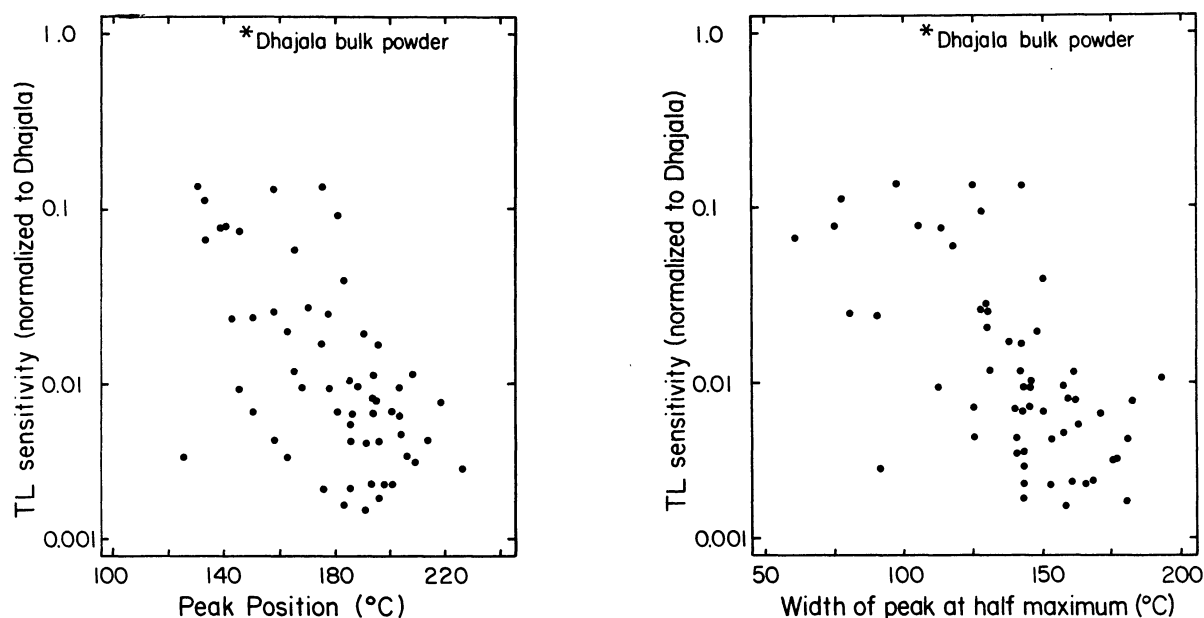 1.0
* Dhajala bulk powder
0.1
0.01
0.001
TL sensitivity (normalized to Dhajala)
100
140
180
220
Peak Position (°C)
1.0
* Dhajala bulk powder
0.1
0.01
0.001
TL sensitivity (normalized to Dhajala)
50
100
150
200
Width of peak at half maximum (°C)